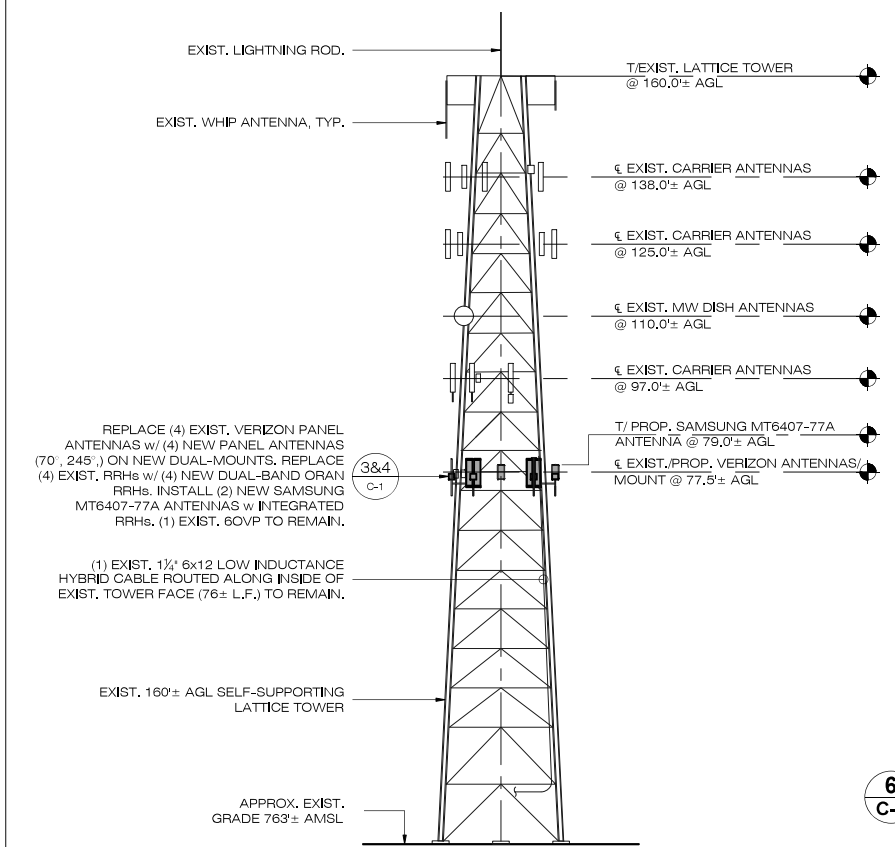 EXIST. LIGHTNING ROD.
T/EXIST. LATTICE TOWER
@ 160.0'± AGL
EXIST. WHIP ANTENNA, TYP.
℄ EXIST. CARRIER ANTENNAS
@ 138.0'± AGL
℄ EXIST. CARRIER ANTENNAS
@ 125.0'± AGL
℄ EXIST. MW DISH ANTENNAS
@ 110.0'± AGL
℄ EXIST. CARRIER ANTENNAS
@ 97.0'± AGL
T/ PROP. SAMSUNG MT6407-77A
ANTENNA @ 79.0'± AGL
℄ EXIST./PROP. VERIZON ANTENNAS/
MOUNT @ 77.5'± AGL
REPLACE (4) EXIST. VERIZON PANEL
ANTENNAS w/ (4) NEW PANEL ANTENNAS
(70°, 245°,) ON NEW DUAL-MOUNTS. REPLACE
(4) EXIST. RRHs w/ (4) NEW DUAL-BAND ORAN
RRHs. INSTALL (2) NEW SAMSUNG
MT6407-77A ANTENNAS w INTEGRATED
RRHs. (1) EXIST. 6OVP TO REMAIN.
3&4
C-1
(1) EXIST. 1¼" 6x12 LOW INDUCTANCE
HYBRID CABLE ROUTED ALONG INSIDE OF
EXIST. TOWER FACE (76± L.F.) TO REMAIN.
EXIST. 160'± AGL SELF-SUPPORTING
LATTICE TOWER
APPROX. EXIST.
GRADE 763'± AMSL
6
C-